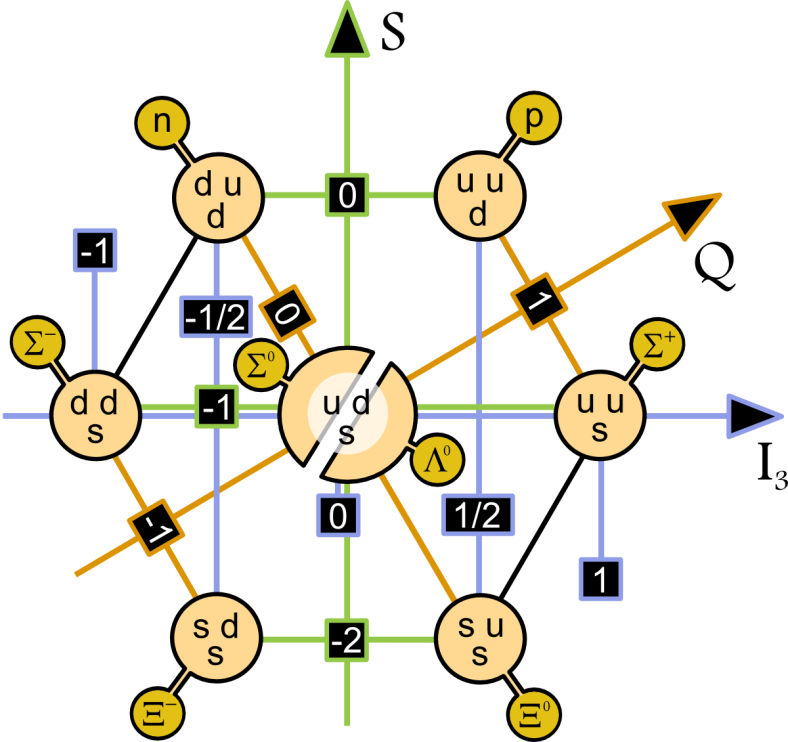 S
n
p
d u
d
0
u u
d
-1
Q
-1/2
0
1
Σ⁻
Σ⁰
Σ⁺
d d
s
-1
u d
s
u u
s
Λ⁰
I₃
-1
0
1/2
1
s d
s
-2
s u
s
Ξ⁻
Ξ⁰